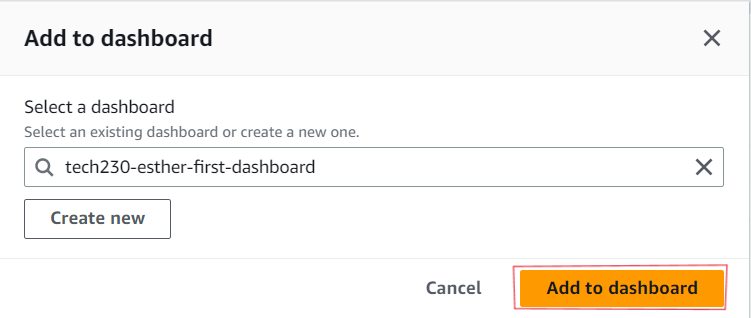 Add to dashboard
Select a dashboard
Select an existing dashboard or create a new one.
tech230-esther-first-dashboard
Create new
Cancel Add to dashboard